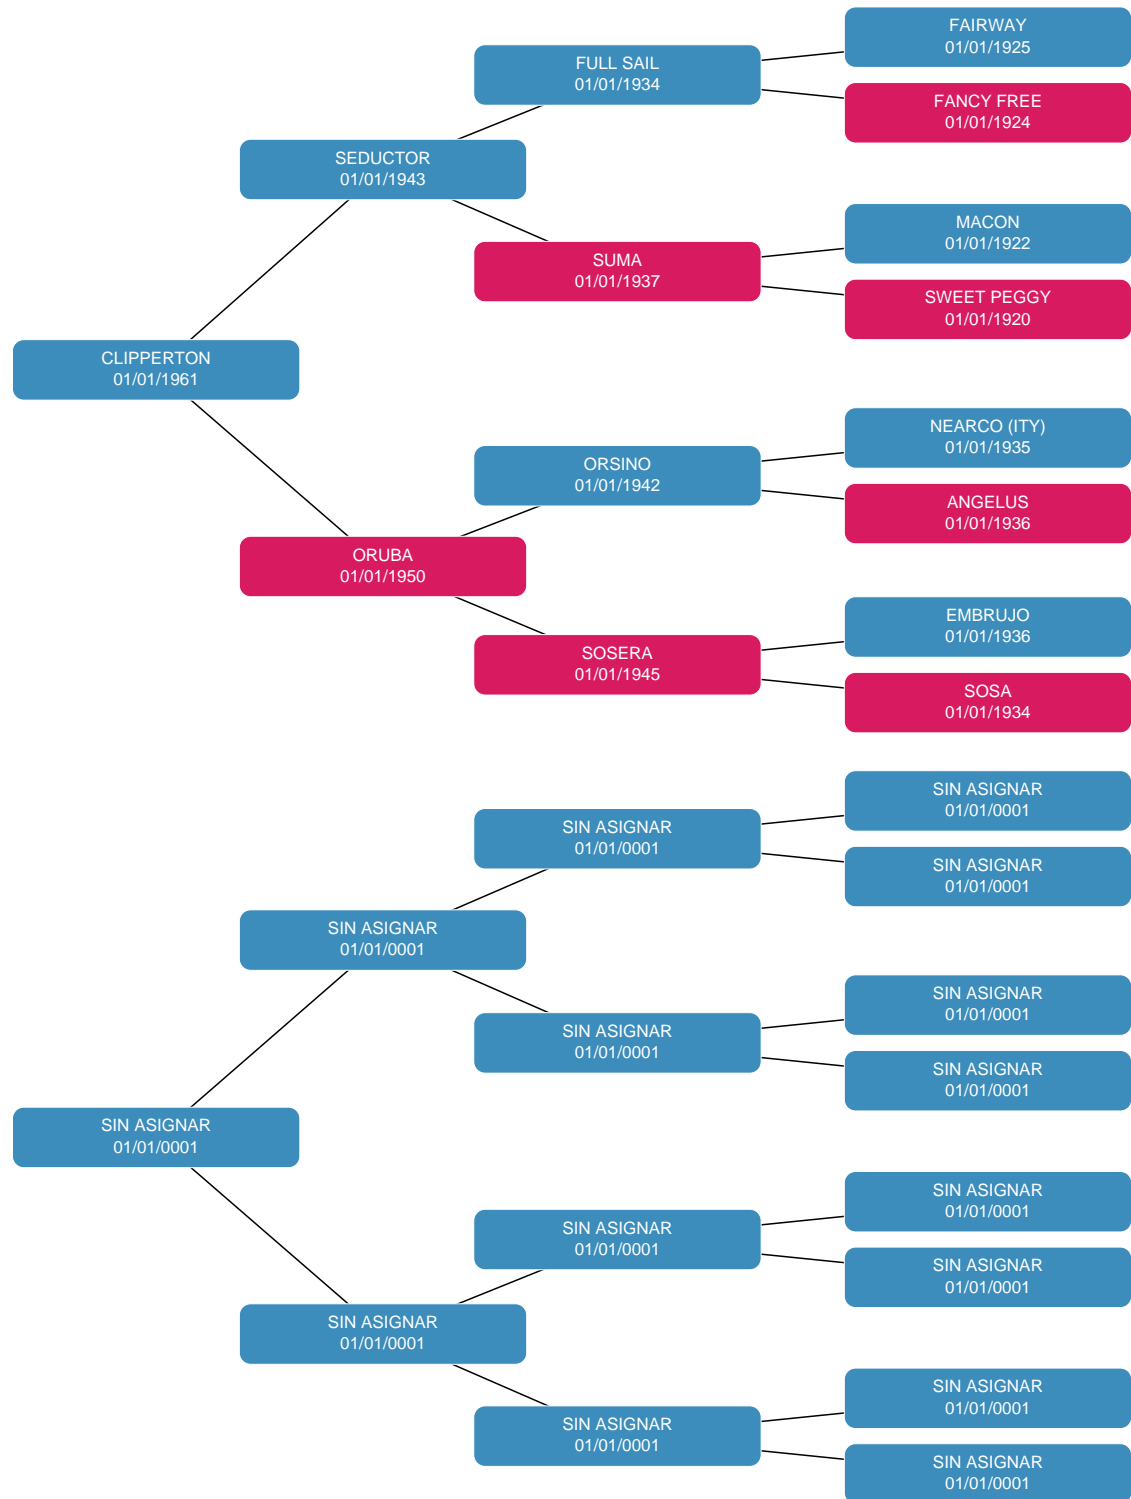 FAIRWAY
01/01/1925
FULL SAIL
01/01/1934
FANCY FREE
01/01/1924
SEDUCTOR
01/01/1943
MACON
01/01/1922
SUMA
01/01/1937
SWEET PEGGY
01/01/1920
CLIPPERTON
01/01/1961
NEARCO (ITY)
01/01/1935
ORSINO
01/01/1942
ANGELUS
01/01/1936
ORUBA
01/01/1950
EMBRUJO
01/01/1936
SOSERA
01/01/1945
SOSA
01/01/1934
SIN ASIGNAR
01/01/0001
SIN ASIGNAR
01/01/0001
SIN ASIGNAR
01/01/0001
SIN ASIGNAR
01/01/0001
SIN ASIGNAR
01/01/0001
SIN ASIGNAR
01/01/0001
SIN ASIGNAR
01/01/0001
SIN ASIGNAR
01/01/0001
SIN ASIGNAR
01/01/0001
SIN ASIGNAR
01/01/0001
SIN ASIGNAR
01/01/0001
SIN ASIGNAR
01/01/0001
SIN ASIGNAR
01/01/0001
SIN ASIGNAR
01/01/0001
SIN ASIGNAR
01/01/0001